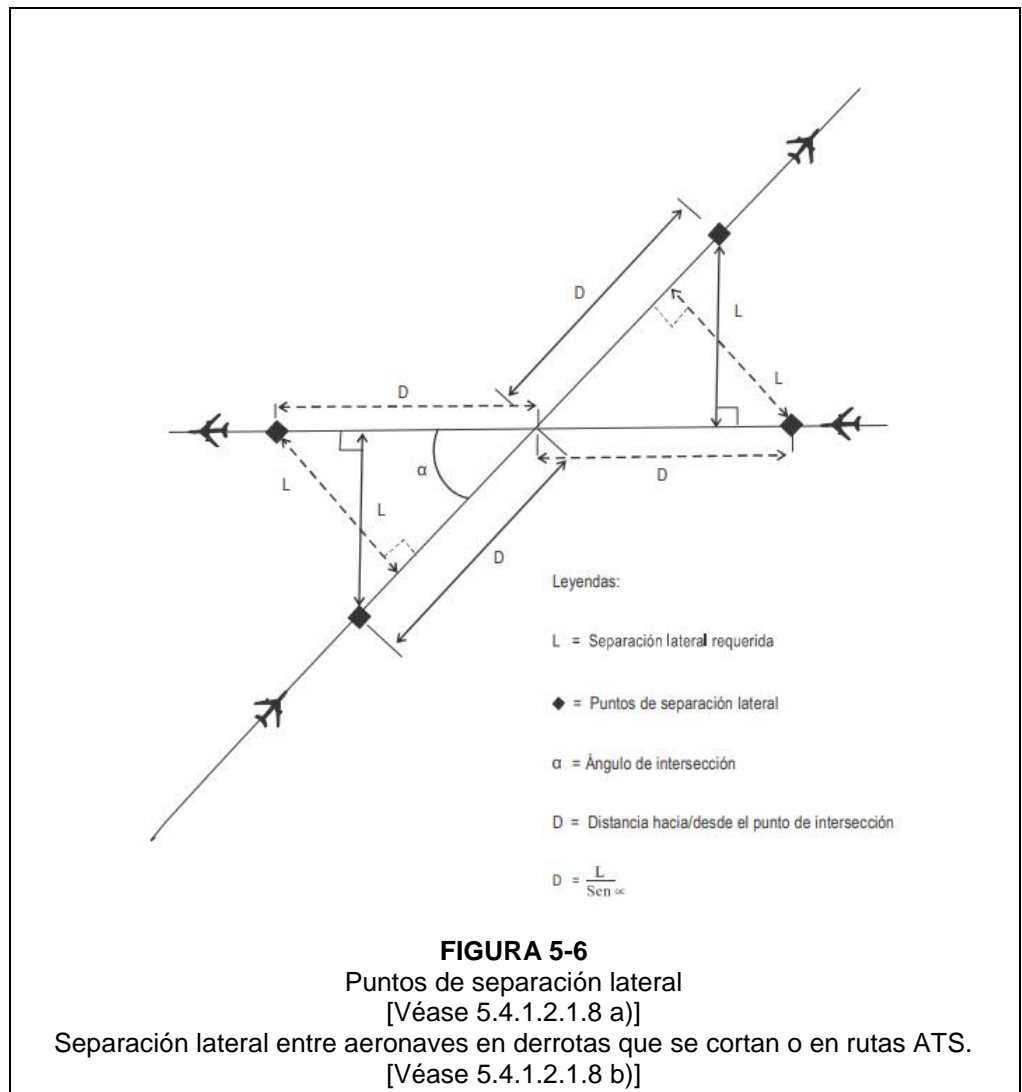 D
L
L
D
α
D
L
L
D
Leyendas:
L = Separación lateral requerida
◆ = Puntos de separación lateral
α = Ángulo de intersección
D = Distancia hacia/desde el punto de intersección
D = L / Sen ∝
FIGURA 5-6
Puntos de separación lateral
[Véase 5.4.1.2.1.8 a)]
Separación lateral entre aeronaves en derrotas que se cortan o en rutas ATS.
[Véase 5.4.1.2.1.8 b)]